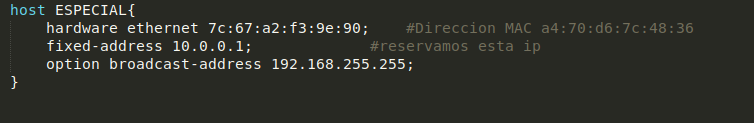 host ESPECIAL{
hardware ethernet 7c:67:a2:f3:9e:90; #Direccion MAC a4:70:d6:7c:48:36
fixed-address 10.0.0.1; #reservamos esta ip
option broadcast-address 192.168.255.255;
}